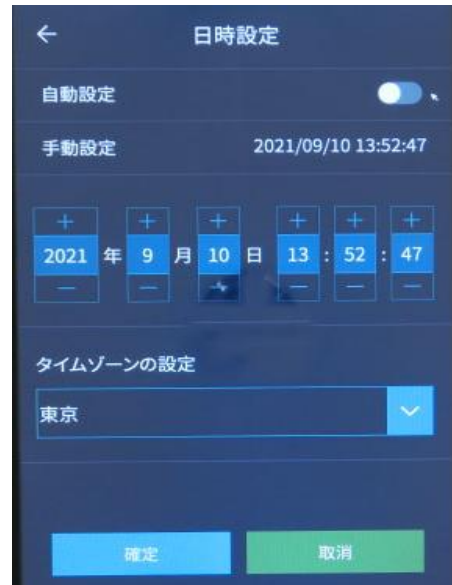 日時設定
自動設定
手動設定 2021/09/10 13:52:47
+ + + + + +
2021 年 9 月 10 日 13 : 52 : 47
− − − − −
タイムゾーンの設定
東京
確定 取消